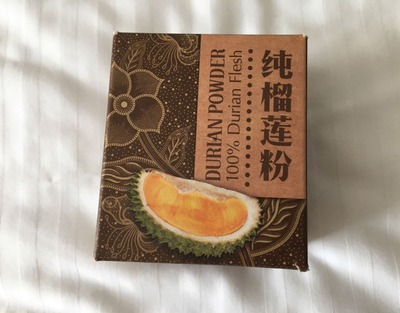 纯榴莲粉
DURIAN POWDER
100% Durian Flesh